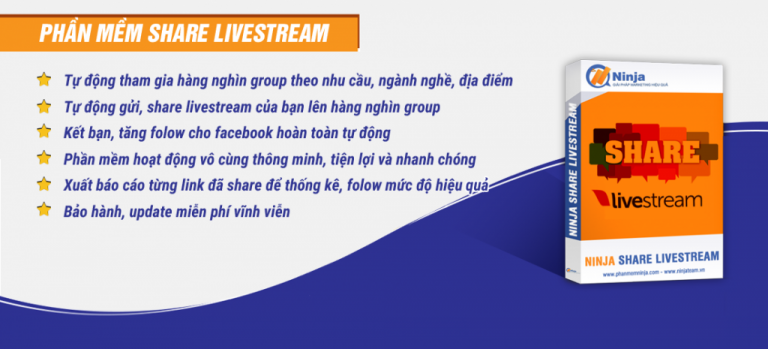 PHẦN MỀM SHARE LIVESTREAM
Tự động tham gia hàng nghìn group theo nhu cầu, ngành nghề, địa điểm
Tự động gửi, share livestream của bạn lên hàng nghìn group
Kết bạn, tăng folow cho facebook hoàn toàn tự động
Phần mềm hoạt động vô cùng thông minh, tiện lợi và nhanh chóng
Xuất báo cáo từng link đã share để thống kê, folow mức độ hiệu quả
Bảo hành, update miễn phí vĩnh viễn
Ninja
GIẢI PHÁP MARKETING HIỆU QUẢ
NINJA SHARE LIVESTREAM
SHARE
livestream
NINJA SHARE LIVESTREAM
www.phanmemninja.com - www.ninjateam.vn